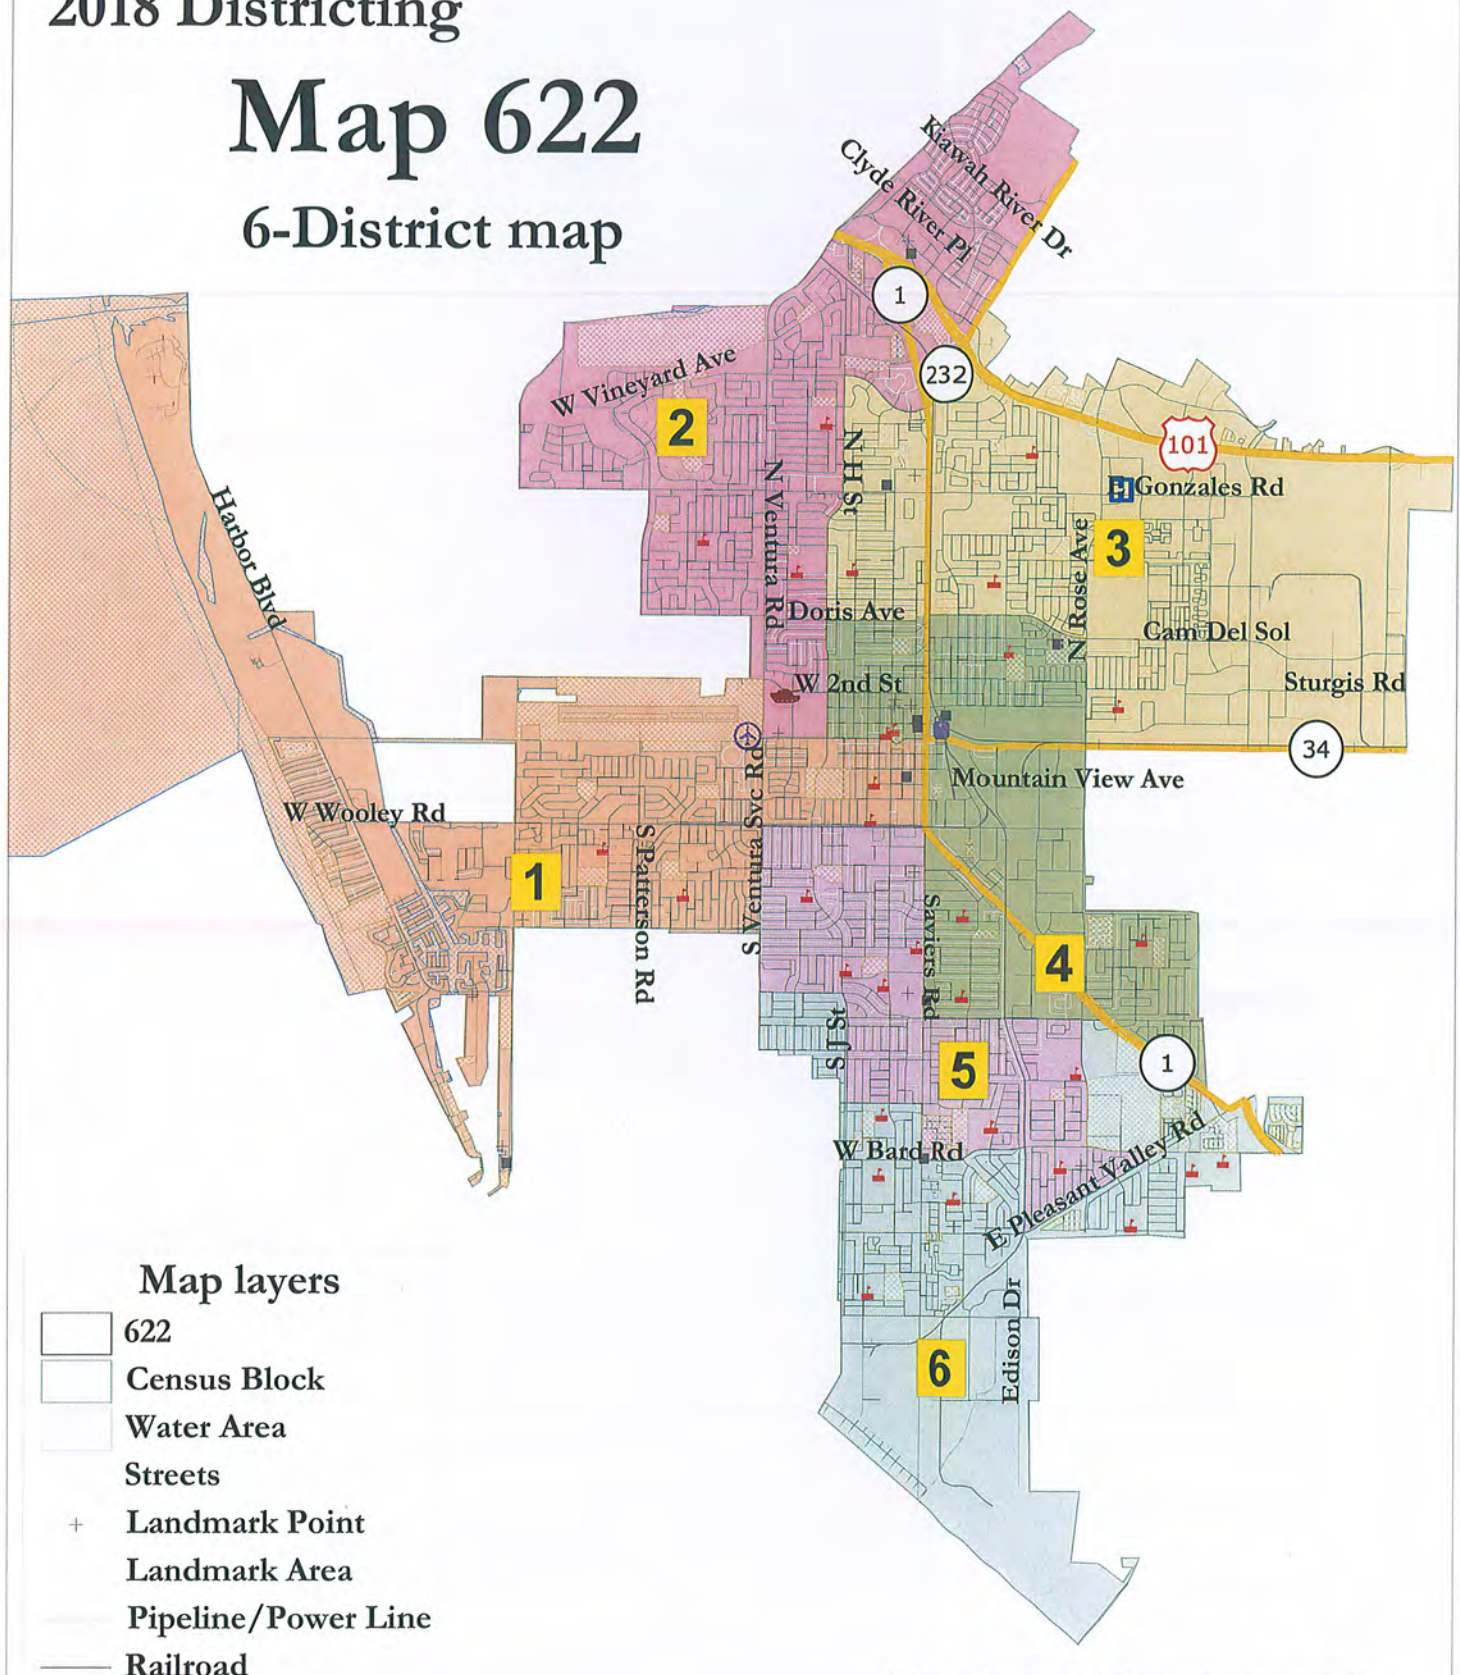 2018 Districting
Map 622
6-District map
Kiawah River Dr
Clyde River Pl
1
232
W Vineyard Ave
2
101
N H St
E Gonzales Rd
N Ventura Rd
Harbor Blvd
3
N Rose Ave
Doris Ave
Cam Del Sol
W 2nd St
Sturgis Rd
34
Mountain View Ave
S Ventura Svc Rd
W Wooley Rd
1
S Patterson Rd
Saviers Rd
4
S J St
5
1
W Bard Rd
E Pleasant Valley Rd
Edison Dr
6
Map layers
622
Census Block
Water Area
Streets
Landmark Point
Landmark Area
Pipeline/Power Line
Railroad